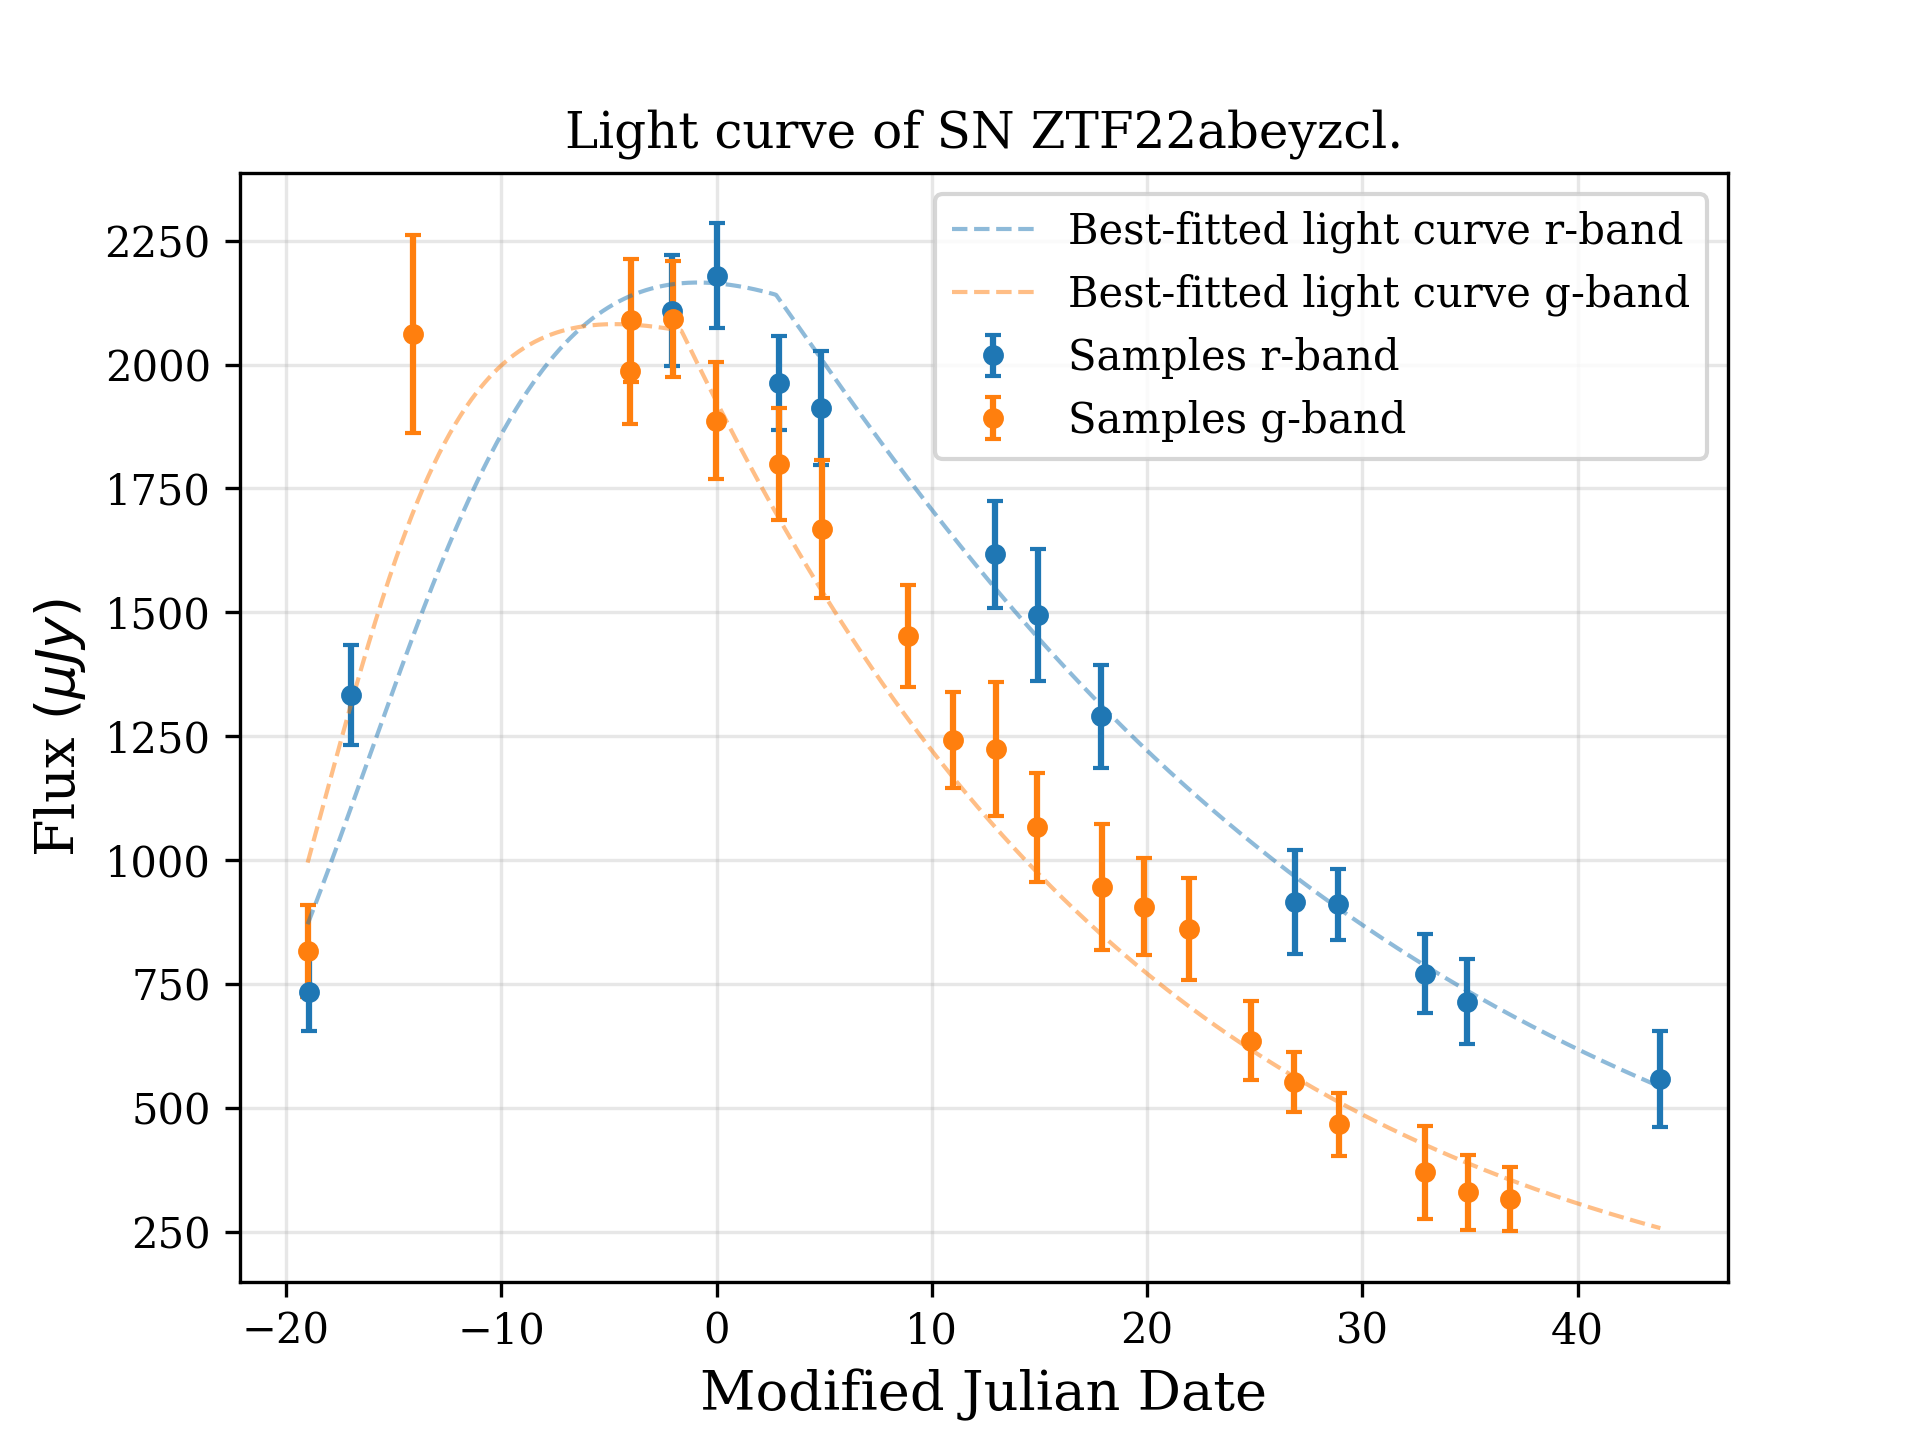 Light curve of SN ZTF22abeyzcl.
Best-fitted light curve r-band
Best-fitted light curve g-band
Samples r-band
Samples g-band
2250
2000
1750
1500
1250
1000
750
500
250
Flux (μJy)
−20 −10 0 10 20 30 40
Modified Julian Date